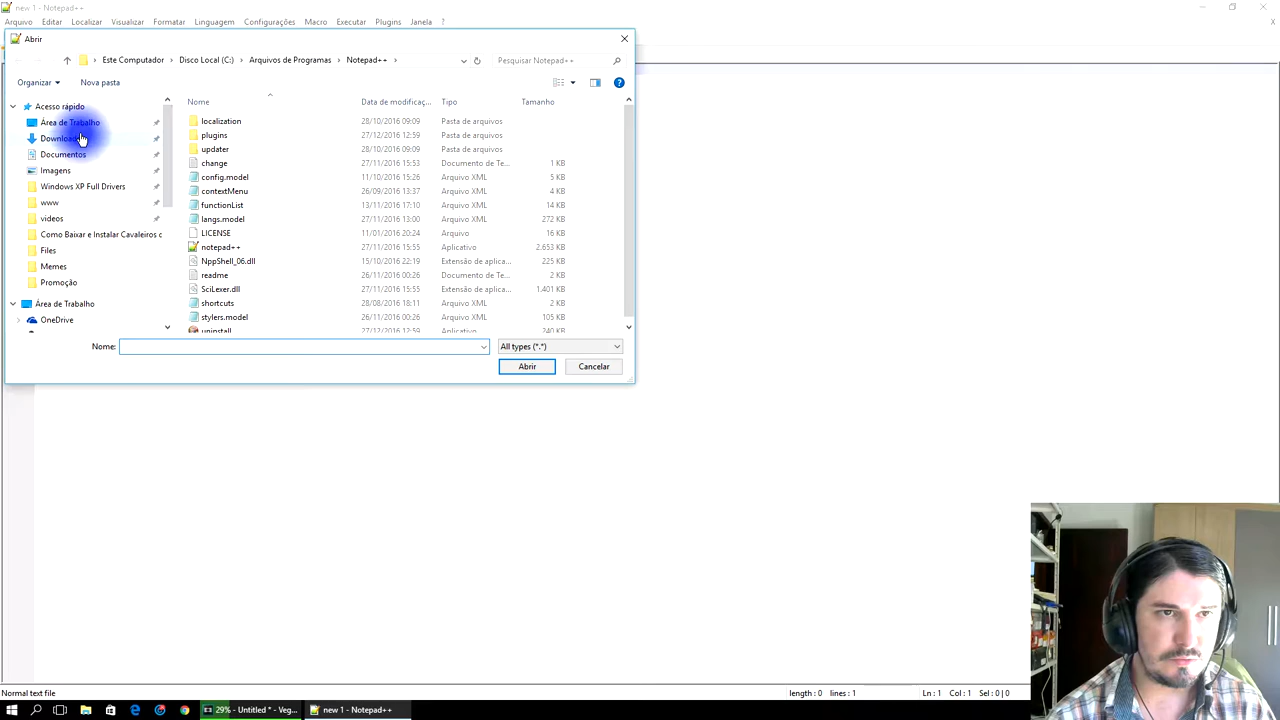 new 1 - Notepad++
Arquivo Editar Localizar Visualizar Formatar Linguagem Configurações Macro Executar Plugins Janela ?
X
Abrir
Este Computador > Disco Local (C:) > Arquivos de Programas > Notepad++ >
Pesquisar Notepad++
Organizar Nova pasta
Acesso rápido
Área de Trabalho
Documentos
Imagens
Windows XP Full Drivers
www
videos
Como Baixar e Instalar Cavaleiros c
Files
Memes
Promoção
Área de Trabalho
OneDrive
Nome Data de modificaç... Tipo Tamanho
localization 28/10/2016 09:09 Pasta de arquivos
plugins 27/12/2016 12:59 Pasta de arquivos
updater 28/10/2016 09:09 Pasta de arquivos
change 27/11/2016 15:53 Documento de Te... 1 KB
config.model 11/10/2016 15:26 Arquivo XML 5 KB
contextMenu 26/09/2016 13:37 Arquivo XML 4 KB
functionList 13/11/2016 17:10 Arquivo XML 14 KB
langs.model 27/11/2016 13:00 Arquivo XML 272 KB
LICENSE 11/01/2016 20:24 Arquivo 16 KB
notepad++ 27/11/2016 15:55 Aplicativo 2.653 KB
NppShell_06.dll 15/10/2016 22:19 Extensão de aplica... 225 KB
readme 26/11/2016 00:26 Documento de Te... 2 KB
SciLexer.dll 27/11/2016 15:55 Extensão de aplica... 1.401 KB
shortcuts 28/08/2016 18:11 Arquivo XML 2 KB
stylers.model 26/11/2016 00:26 Arquivo XML 105 KB
uninstall 27/12/2016 12:59 Aplicativo 240 KB
Nome:
All types (*.*)
Abrir Cancelar
Normal text file length : 0 lines : 1 Ln : 1 Col : 1 Sel : 0 | 0
29% - Untitled * - Veg... new 1 - Notepad++